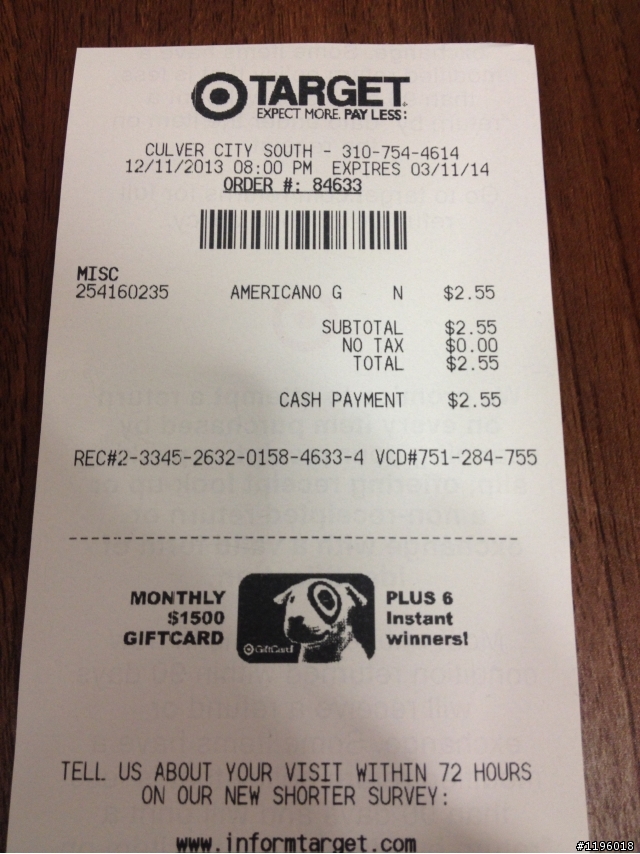 TARGET
EXPECT MORE. PAY LESS:
CULVER CITY SOUTH - 310-754-4614
12/11/2013 08:00 PM EXPIRES 03/11/14
ORDER #: 84633
MISC
254160235 AMERICANO G - N $2.55
SUBTOTAL $2.55
NO TAX $0.00
TOTAL $2.55
CASH PAYMENT $2.55
REC#2-3345-2632-0158-4633-4 VCD#751-284-755
MONTHLY
$1500
GIFTCARD
GiftCard
PLUS 6
Instant
winners!
TELL US ABOUT YOUR VISIT WITHIN 72 HOURS
ON OUR NEW SHORTER SURVEY:
www.informtarget.com
#1196018